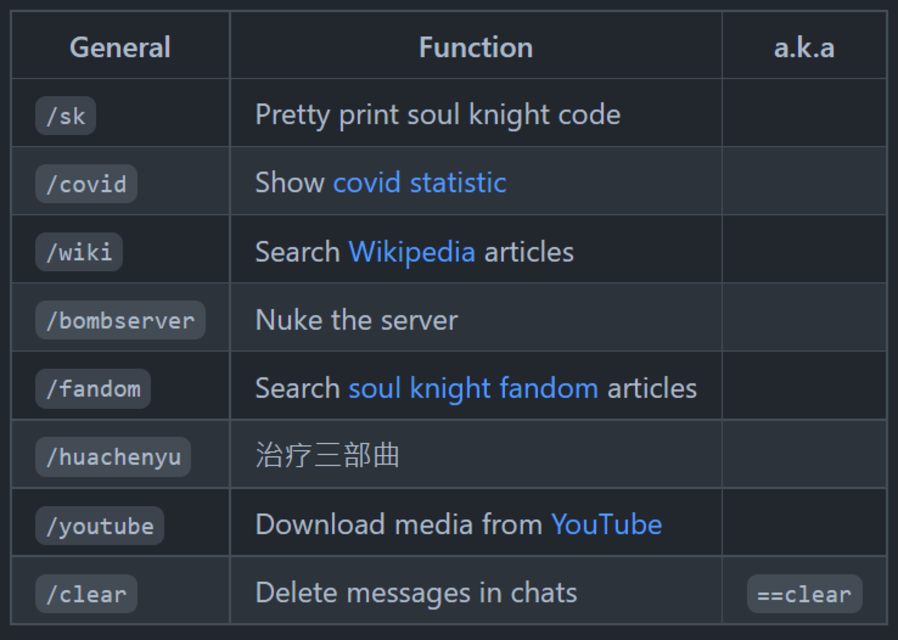 General Function a.k.a
/sk Pretty print soul knight code
/covid Show covid statistic
/wiki Search Wikipedia articles
/bombserver Nuke the server
/fandom Search soul knight fandom articles
/huachenyu 治疗三部曲
/youtube Download media from YouTube
/clear Delete messages in chats ==clear